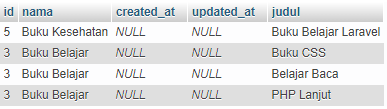 id nama created_at updated_at judul
5 Buku Kesehatan NULL NULL Buku Belajar Laravel
3 Buku Belajar NULL NULL Buku CSS
3 Buku Belajar NULL NULL Belajar Baca
3 Buku Belajar NULL NULL PHP Lanjut